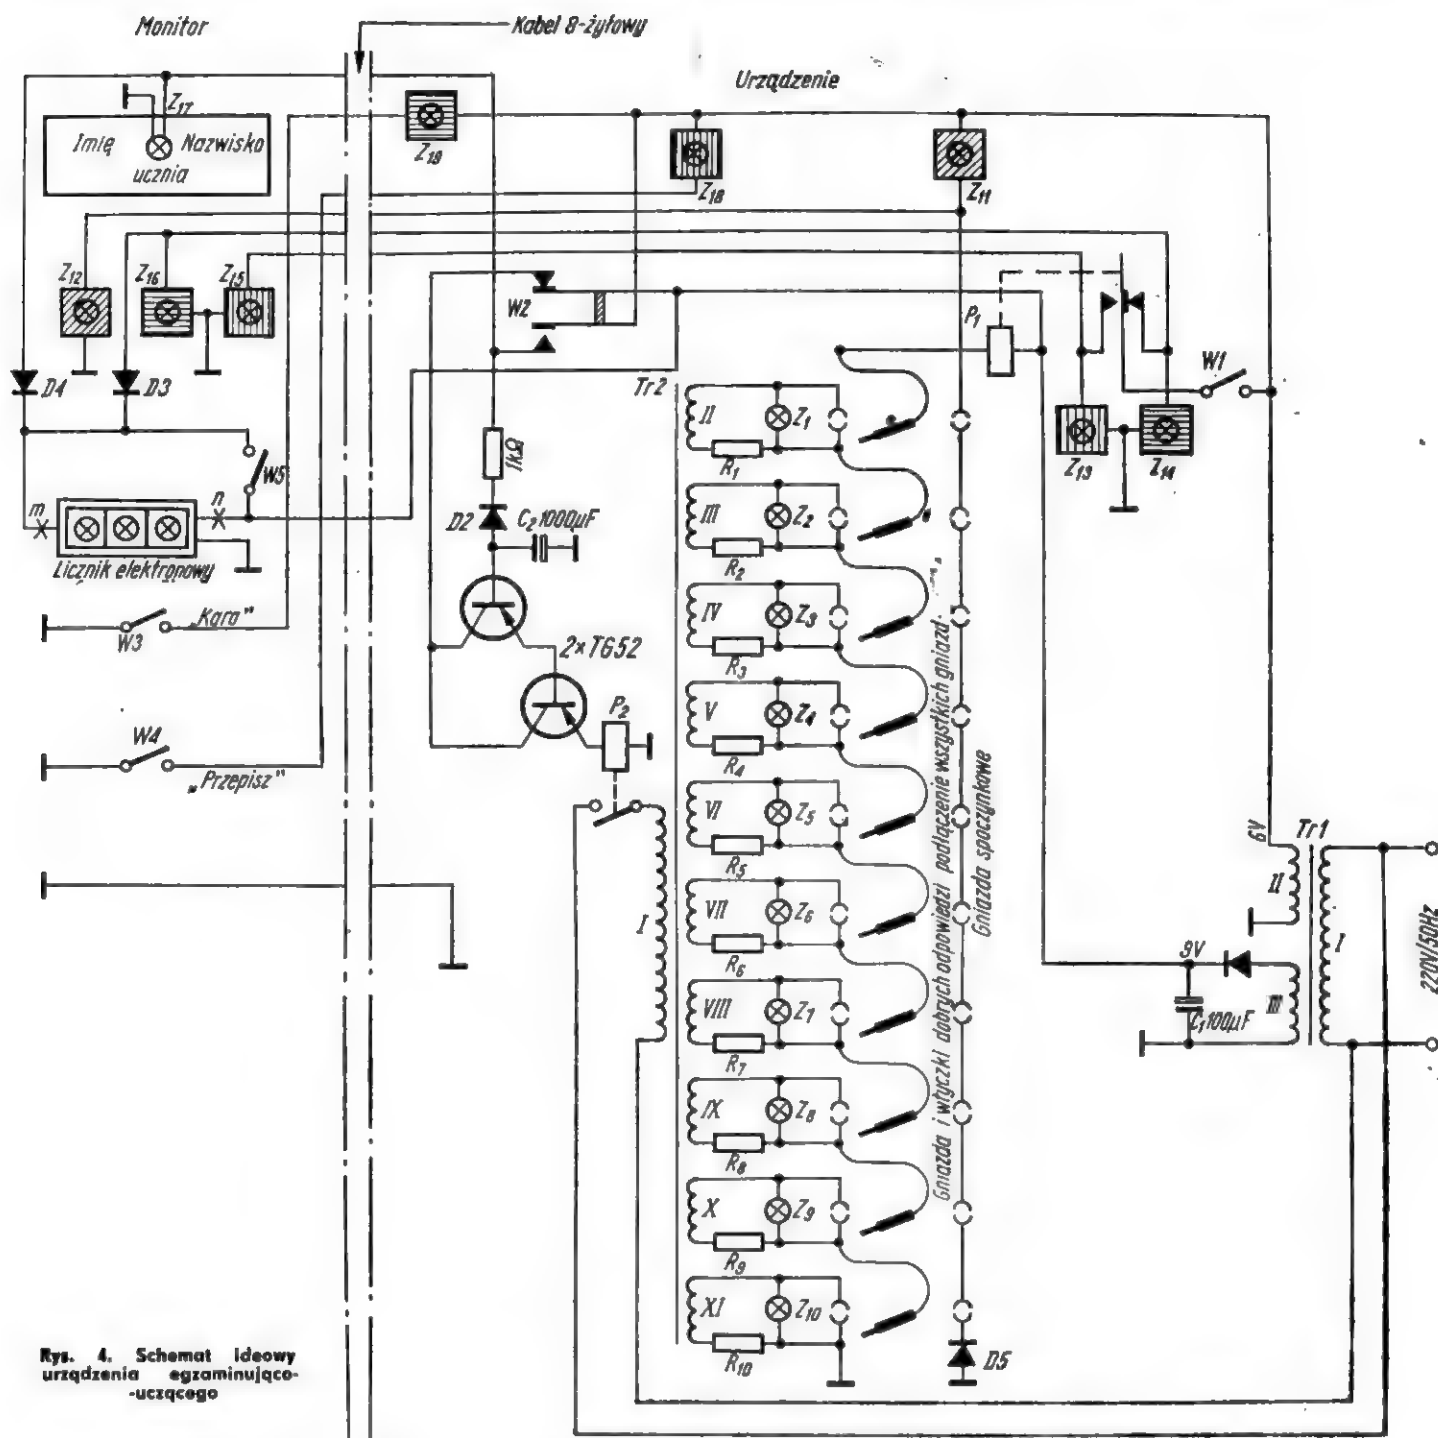 Monitor
Kabel 8-żyłowy
Urządzenie
Z17
Imię Nazwisko
ucznia
Z19
Z18
Z11
Z12
Z16
Z15
W2
P1
W1
D4
D3
Tr2
II
Z1
R1
Z13
Z14
W5
1kΩ
m
n
D2
C2 1000µF
III
Z2
R2
Licznik elektronowy
„Kara”
W3
2×TG52
IV
Z3
R3
P2
V
Z4
R4
W4
„Przepisz”
VI
Z5
R5
6V
Tr1
II
I
VII
Z6
R6
I
9V
220V/50Hz
VIII
Z7
R7
C1 100µF
III
IX
Z8
R8
X
Z9
R9
XI
Z10
R10
D5
Gniazda i wtyczki dobrych odpowiedzi podłączenie wszystkich gniazd
Gniazda spoczynkowe
Rys. 4. Schemat ideowy
urządzenia egzaminująco-
-uczącego